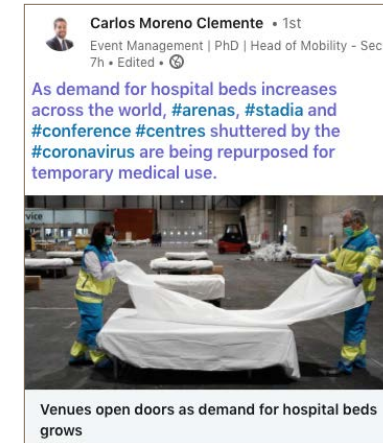 Carlos Moreno Clemente • 1st
Event Management | PhD | Head of Mobility - Sec
7h • Edited •
As demand for hospital beds increases
across the world, #arenas, #stadia and
#conference #centres shuttered by the
#coronavirus are being repurposed for
temporary medical use.
vice
Venues open doors as demand for hospital beds
grows